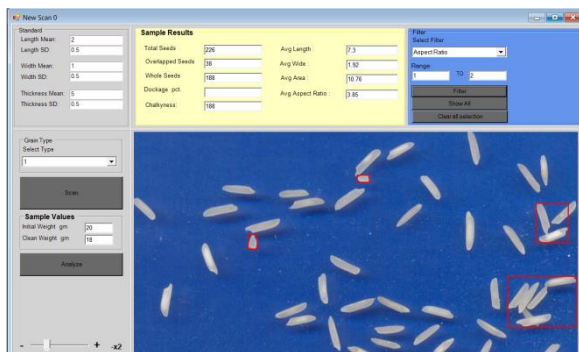 New Scan 0
Standard
Length Mean: 2
Length SD: 0.5
Width Mean: 1
Width SD: 0.5
Thickness Mean: 5
Thickness SD: 0.5
Sample Results
Total Seeds 226
Overlapped Seeds 38
Whole Seeds 188
Dockage pct.
Chalkyness: 188
Avg Length : 7.3
Avg Wide : 1.92
Avg Area : 10.76
Avg Aspect Ratio : 3.85
Filter
Select Filter
Aspect Ratio
Range:
1 TO 2
Filter
Show All
Clear all selection
Grain Type
Select Type
1
Scan
Sample Values
Initial Weight gm 20
Clean Weight gm 18
Analyze
- + -x2